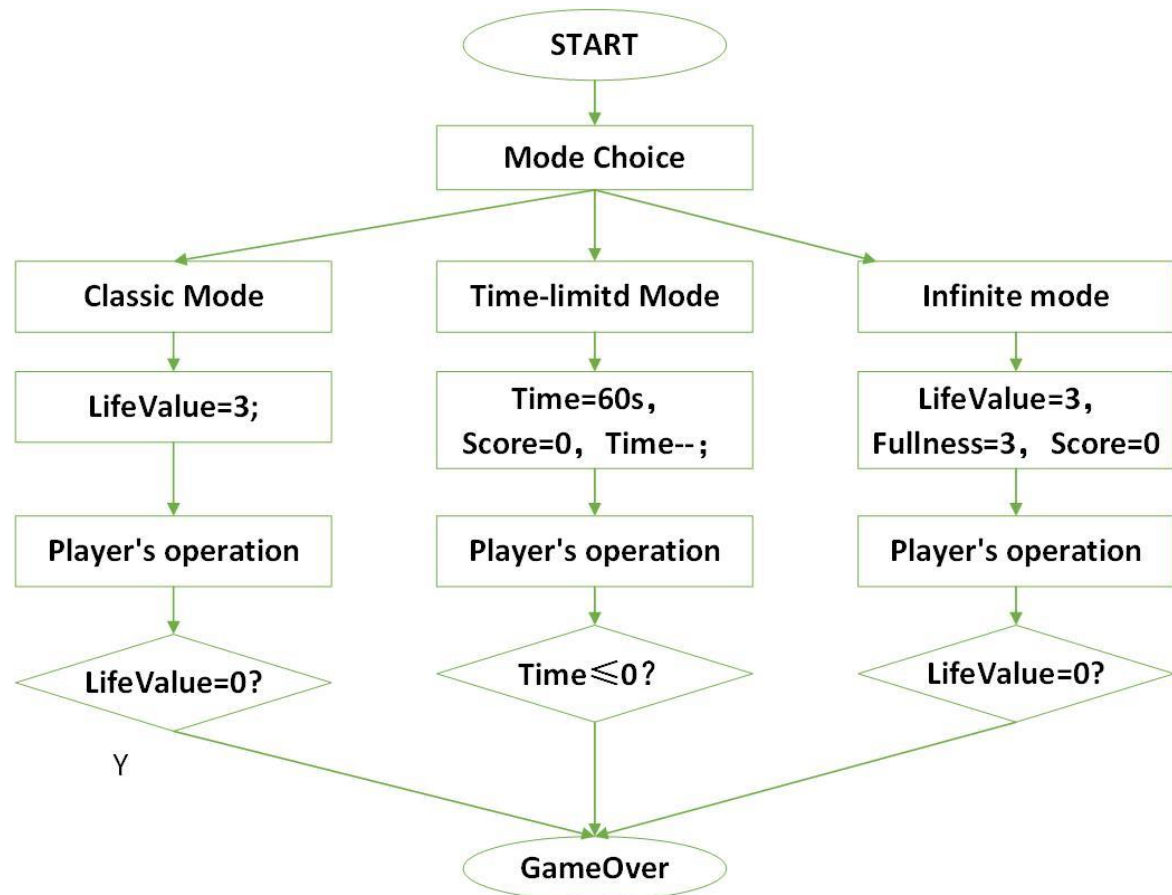 START
Mode Choice
Classic Mode
Time-limitd Mode
Infinite mode
LifeValue=3;
Time=60s，
Score=0，Time--；
LifeValue=3，
Fullness=3，Score=0
Player's operation
Player's operation
Player's operation
LifeValue=0?
Time≤0？
LifeValue=0?
Y
GameOver